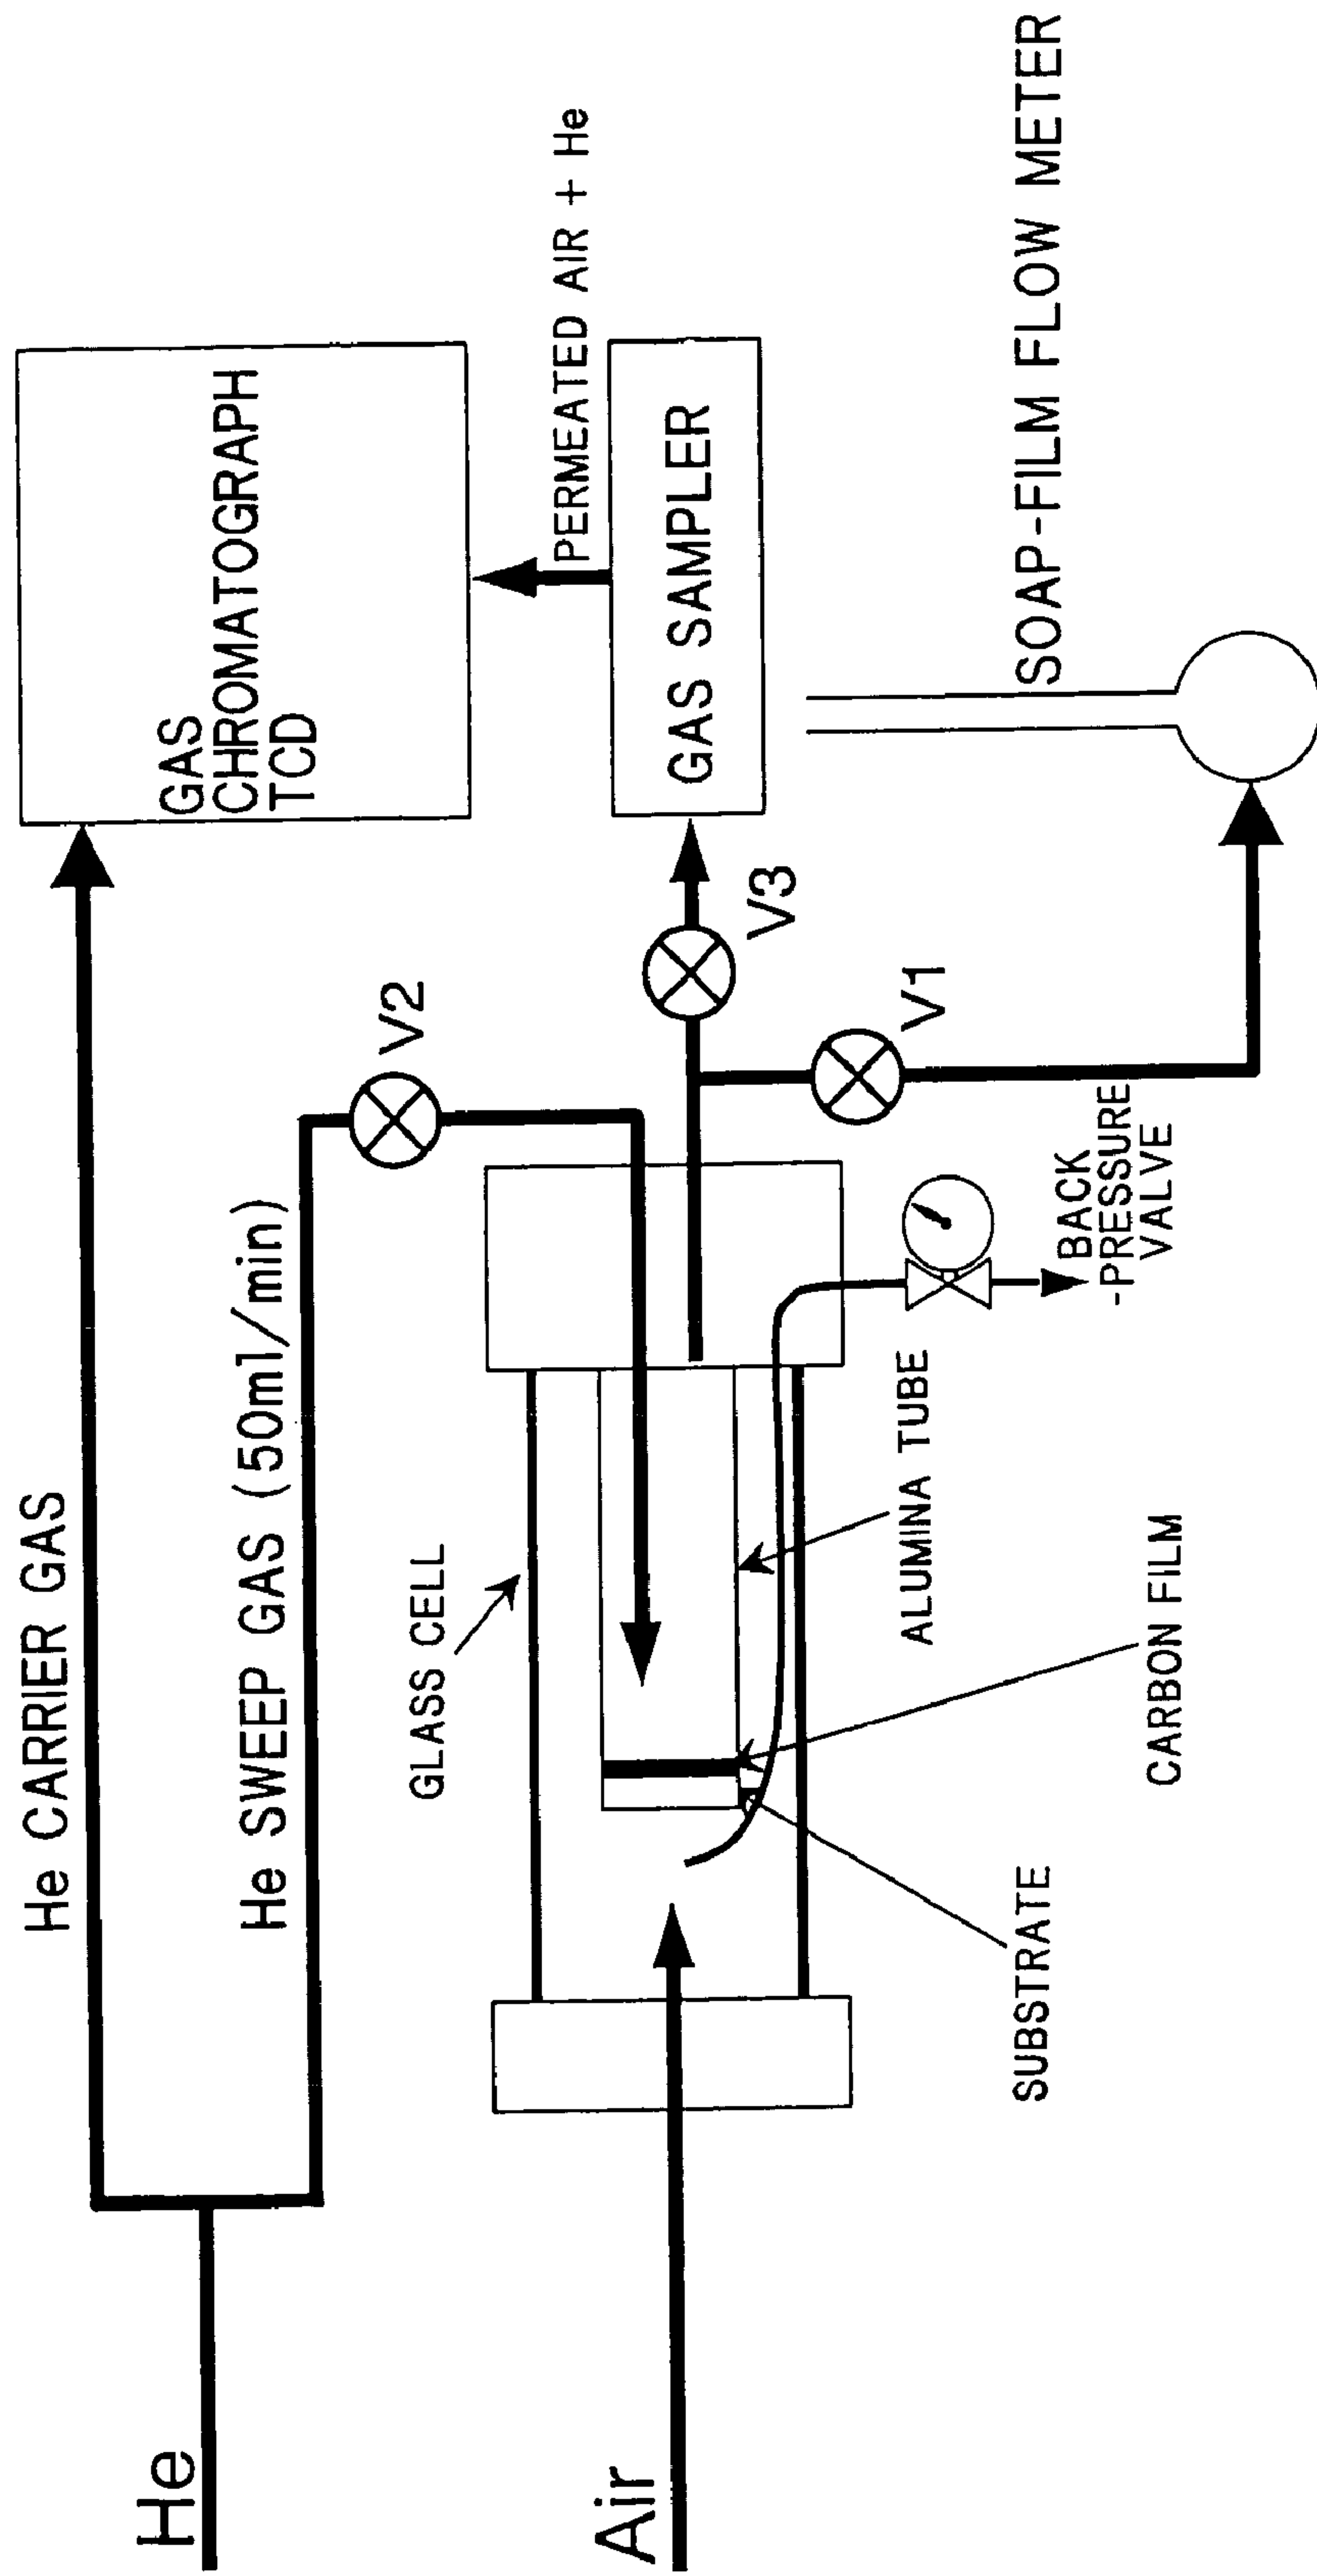 He
He CARRIER GAS
He SWEEP GAS (50ml/min)
V2
GAS
CHROMATOGRAPH
TCD
PERMEATED AIR + He
GAS SAMPLER
V3
V1
SOAP-FILM FLOW METER
Air
GLASS CELL
ALUMINA TUBE
CARBON FILM
SUBSTRATE
BACK
-PRESSURE
VALVE